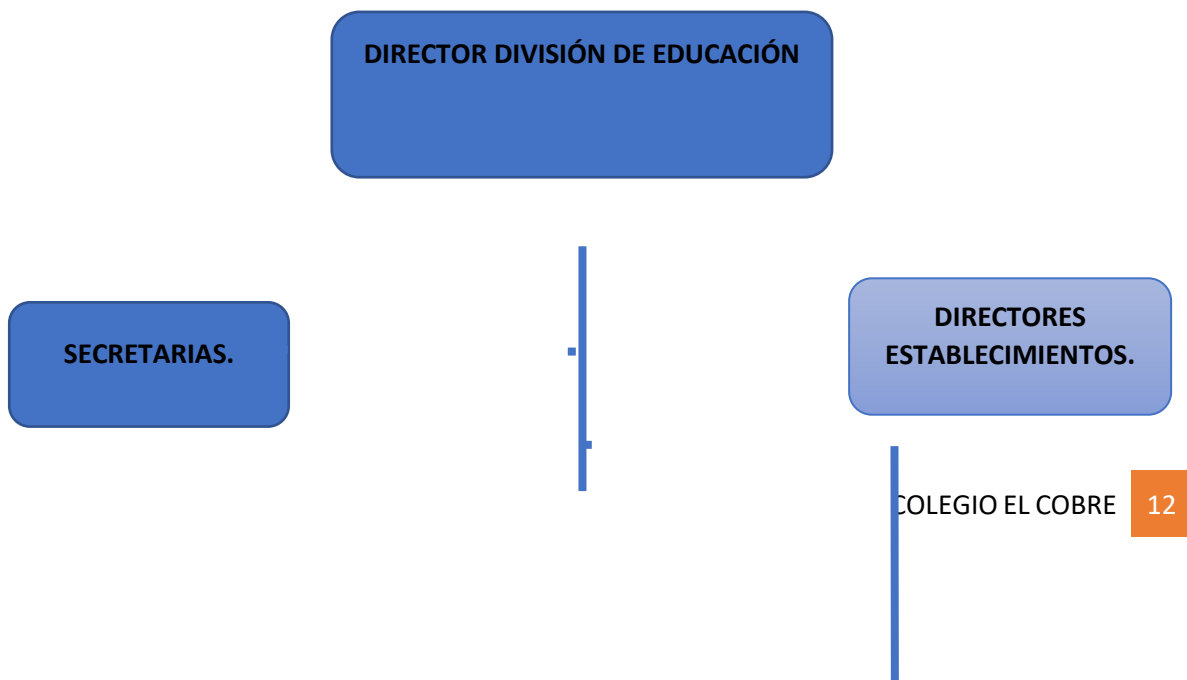 DIRECTOR DIVISIÓN DE EDUCACIÓN
SECRETARIAS.
DIRECTORES
ESTABLECIMIENTOS.
COLEGIO EL COBRE 12